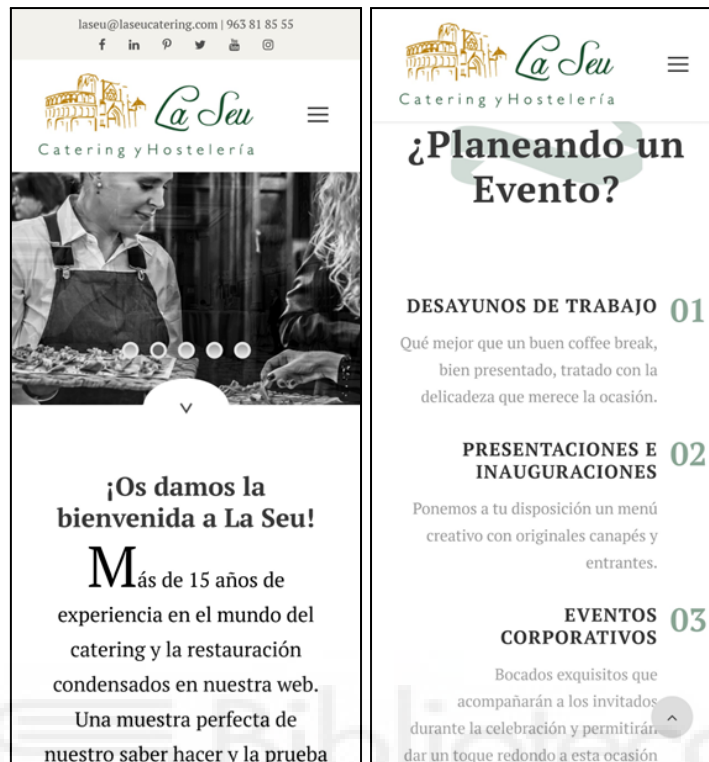 laseu@laseucatering.com | 963 81 85 55
La Seu
Catering y Hostelería
¡Os damos la
bienvenida a La Seu!
Más de 15 años de
experiencia en el mundo del
catering y la restauración
condensados en nuestra web.
Una muestra perfecta de
nuestro saber hacer y la prueba
La Seu
Catering y Hostelería
¿Planeando un
Evento?
DESAYUNOS DE TRABAJO 01
Qué mejor que un buen coffee break,
bien presentado, tratado con la
delicadeza que merece la ocasión.
PRESENTACIONES E 02
INAUGURACIONES
Ponemos a tu disposición un menú
creativo con originales canapés y
entrantes.
EVENTOS 03
CORPORATIVOS
Bocados exquisitos que
acompañarán a los invitados
durante la celebración y permitirán
dar un toque redondo a esta ocasión